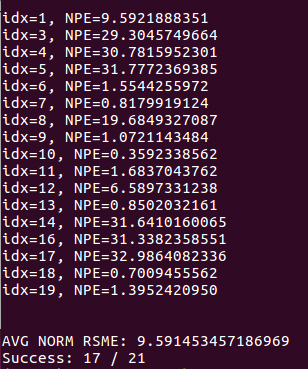 idx=1, NPE=9.5921888351
idx=3, NPE=29.3045749664
idx=4, NPE=30.7815952301
idx=5, NPE=31.7772369385
idx=6, NPE=1.5544255972
idx=7, NPE=0.8179919124
idx=8, NPE=19.6849327087
idx=9, NPE=1.0721143484
idx=10, NPE=0.3592338562
idx=11, NPE=1.6837043762
idx=12, NPE=6.5897331238
idx=13, NPE=0.8502032161
idx=14, NPE=31.6410160065
idx=16, NPE=31.3382358551
idx=17, NPE=32.9864082336
idx=18, NPE=0.7009455562
idx=19, NPE=1.3952420950
AVG NORM RSME: 9.591453457186969
Success: 17 / 21